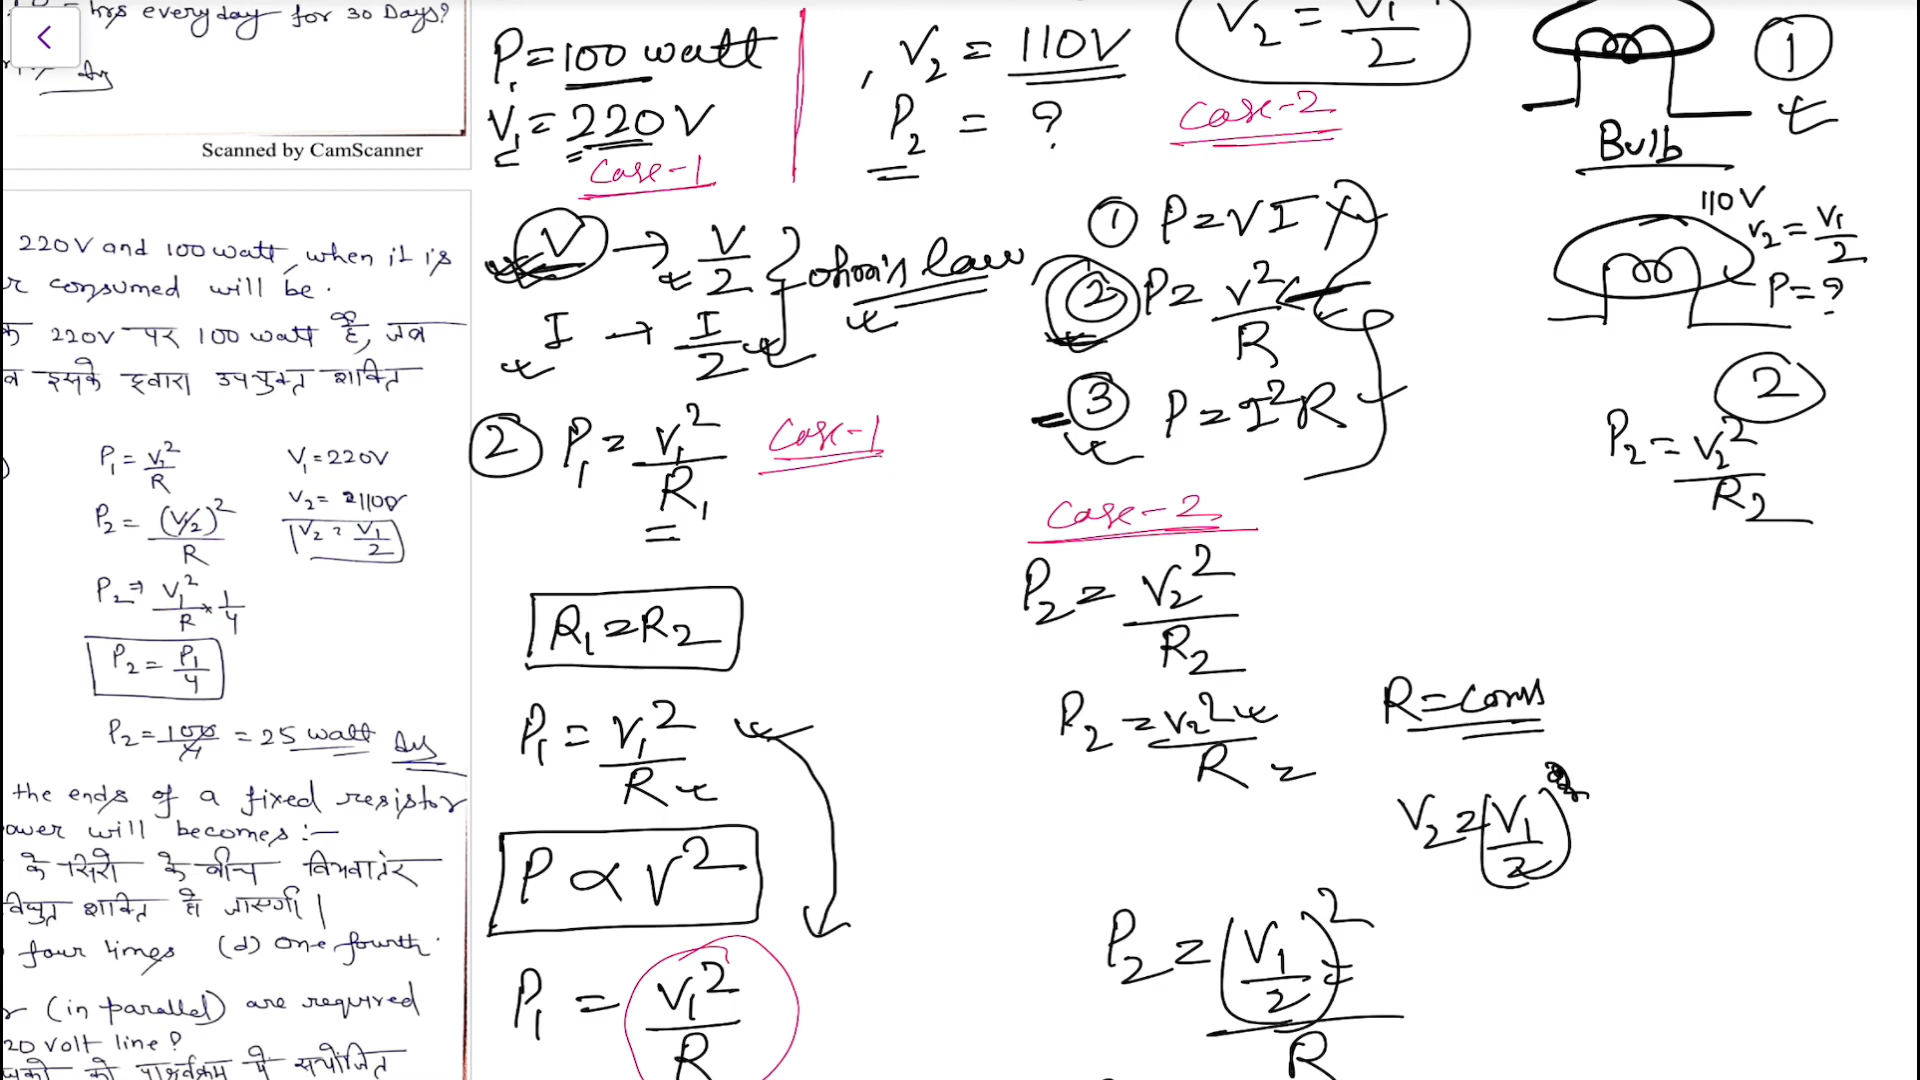 hrs everyday for 30 Days?
Scanned by CamScanner
220V and 100 watt, when it is
consumed will be.
220V पर 100 watt है, जब
इसके द्वारा उपयुक्त शक्ति
P₁ = V₁²/R
V₁ = 220V
P₂ = (V/2)²/R
V₂ = 110V
V₂ = V₁/2
P₂ ⇒ V₁²/R × 1/4
P₂ = P₁/4
P₂ = 100/4 = 25 watt Ans
the ends of a fixed resistor
ower will becomes :-
के सिरो के बीच विभवांतर
विद्युत शक्ति हो जाएगी |
four times (d) One fourth.
(in parallel) are required
20 volt line?
को पार्श्वक्रम में संयोजित
P₁ = 100 watt
V₁ = 220V
Case-1
, V₂ = 110V
P₂ = ?
V₂ = V₁/2
Case-2
1
Bulb
V → V/2
I → I/2
ohm's law
① P = VI
② P = V²/R
③ P = I²R
110V
V₂ = V₁/2
P = ?
2
P₂ = V₂²/R₂
② P₁ = V₁²/R₁
Case-1
R₁ = R₂
P₁ = V₁²/R
P ∝ V²
P₁ = V₁²/R
Case-2
P₂ = V₂²/R₂
P₂ = V₂²/R
R = cons
V₂ = (V₁/2)
P₂ = (V₁/2)²/R